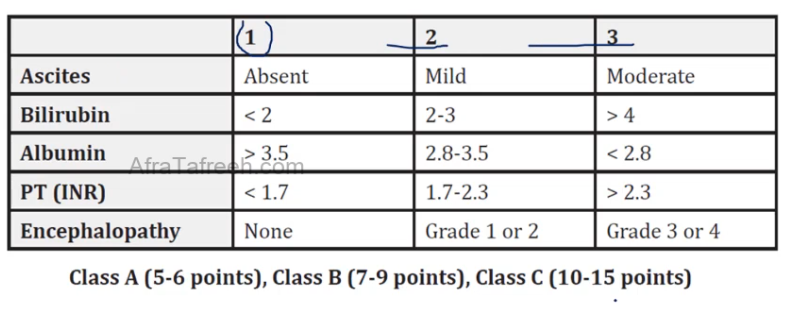 1 2 3
Ascites Absent Mild Moderate
Bilirubin < 2 2-3 > 4
Albumin > 3.5 2.8-3.5 < 2.8
AfraTafreeh.com
PT (INR) < 1.7 1.7-2.3 > 2.3
Encephalopathy None Grade 1 or 2 Grade 3 or 4
Class A (5-6 points), Class B (7-9 points), Class C (10-15 points)